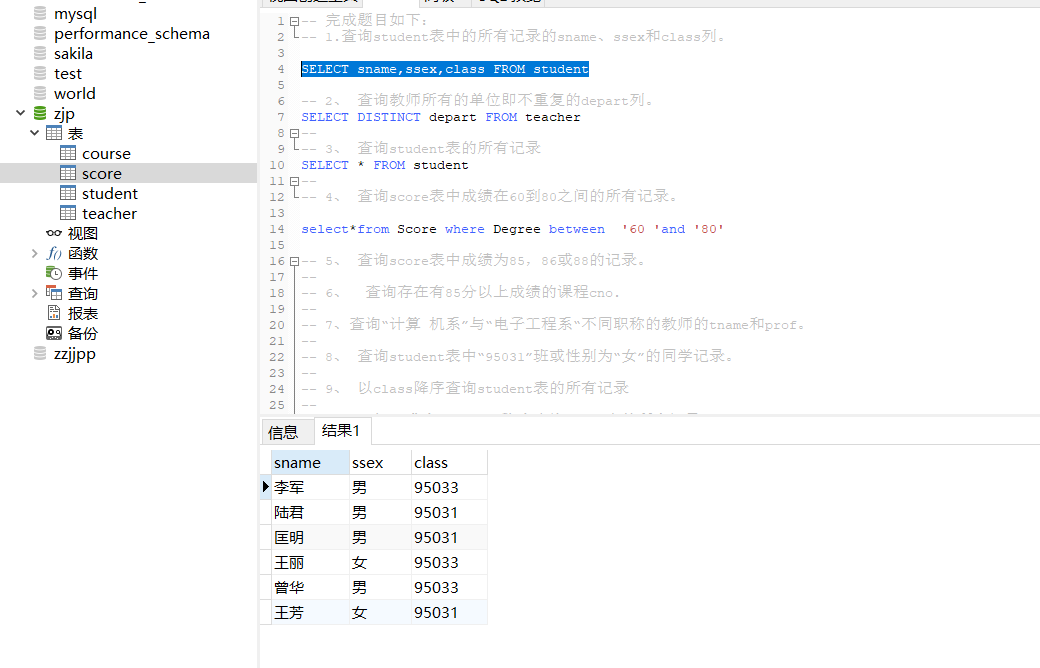 mysql
performance_schema
sakila
test
world
zjp
表
course
score
student
teacher
视图
函数
事件
查询
报表
备份
zzjjpp
1 -- 完成题目如下：
2 -- 1.查询student表中的所有记录的sname、ssex和class列。
3
4 SELECT sname,ssex,class FROM student
5
6 -- 2、 查询教师所有的单位即不重复的depart列。
7 SELECT DISTINCT depart FROM teacher
8 --
9 -- 3、 查询student表的所有记录
10 SELECT * FROM student
11 --
12 -- 4、 查询score表中成绩在60到80之间的所有记录。
13
14 select*from Score where Degree between  '60 'and '80'
15
16 -- 5、 查询score表中成绩为85，86或88的记录。
17 --
18 -- 6、  查询存在有85分以上成绩的课程cno.
19 --
20 -- 7、查询“计算 机系”与“电子工程系“不同职称的教师的tname和prof。
21 --
22 -- 8、 查询student表中“95031”班或性别为“女”的同学记录。
23 --
24 -- 9、 以class降序查询student表的所有记录
25 --
信息 结果1
sname ssex class
李军 男 95033
陆君 男 95031
匡明 男 95031
王丽 女 95033
曾华 男 95033
王芳 女 95031